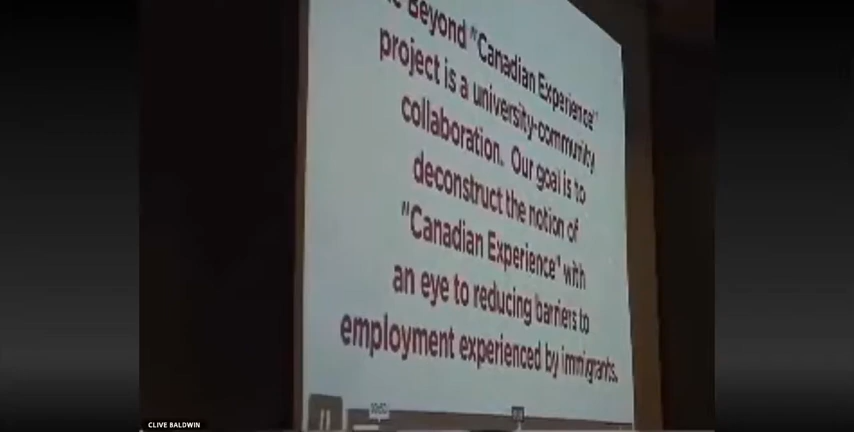 Beyond "Canadian Experience"
project is a university-community
collaboration. Our goal is to
deconstruct the notion of
"Canadian Experience" with
an eye to reducing barriers to
employment experienced by immigrants.
CLIVE BALDWIN